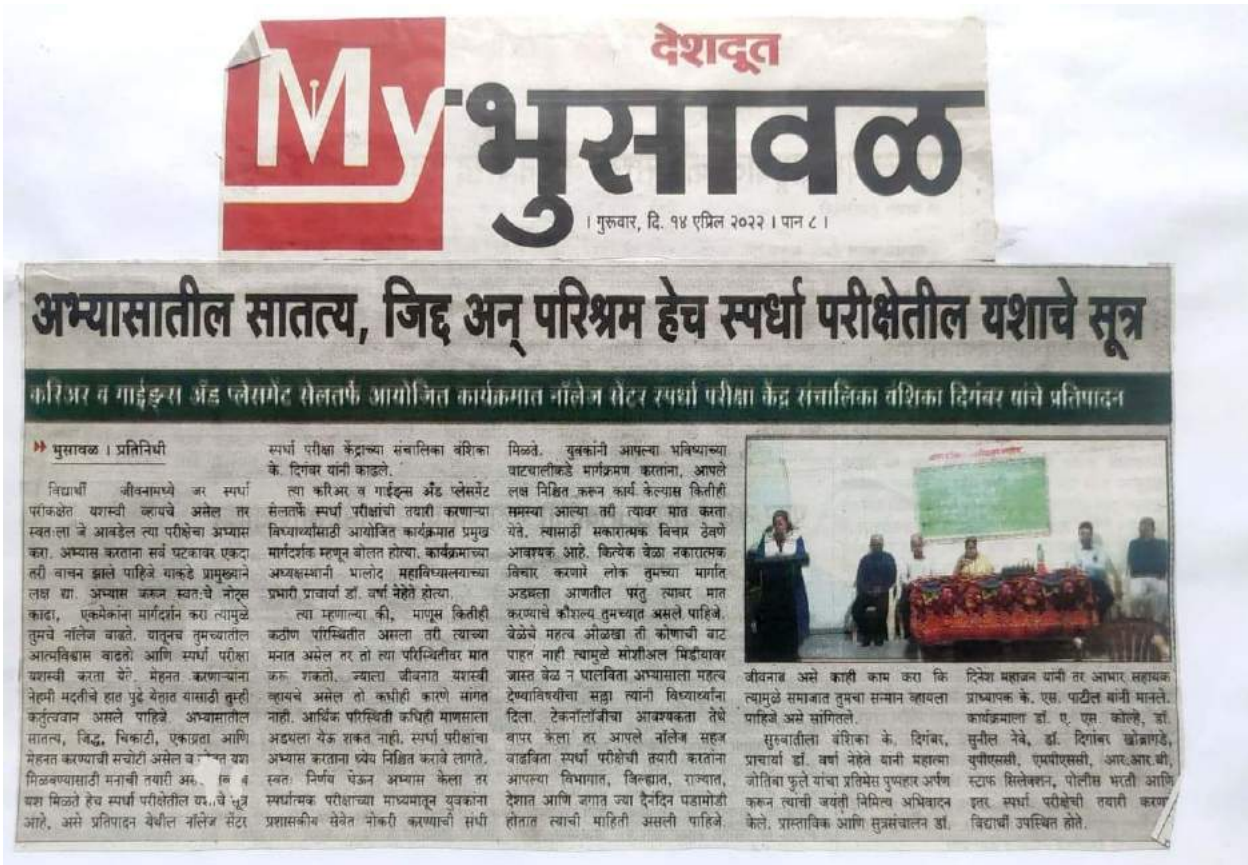 देशदूत
My भुसावळ
। गुरूवार, दि. १४ एप्रिल २०२२ । पान ८ ।
अभ्यासातील सातत्य, जिद्द अन् परिश्रम हेच स्पर्धा परीक्षेतील यशाचे सूत्र
करिअर व गाईडन्स अँड प्लेसमेंट सेलतर्फे आयोजित कार्यक्रमात नॉलेज सेंटर स्पर्धा परीक्षा केंद्र संचालिका वंशिका दिगंबर यांचे प्रतिपादन
भुसावळ । प्रतिनिधी
विद्यार्थी जीवनामध्ये जर स्पर्धा
परीक्षेत यशस्वी व्हायचे असेल तर
स्वतःला जे आवडेल त्या परीक्षेचा अभ्यास
करा. अभ्यास करताना सर्व घटकावर एकदा
तरी वाचन झाले पाहिजे याकडे प्रामुख्याने
लक्ष द्या. अभ्यास करून स्वतःचे नोट्स
काढा, एकमेकांना मार्गदर्शन करा त्यामुळे
तुमचे नॉलेज वाढते. यातूनच तुमच्यातील
आत्मविश्वास वाढतो आणि स्पर्धा परीक्षा
यशस्वी करता येते. मेहनत करणाऱ्यांना
नेहमी मदतीचे हात पुढे येतात यासाठी तुम्ही
कर्तृत्ववान असले पाहिजे. अभ्यासातील
सातत्य, जिद्ध, चिकाटी, एकाग्रता आणि
मेहनत करण्याची सचोटी असेल व यश
मिळवण्यासाठी मनाची तयारी
यश मिळते हेच स्पर्धा परीक्षेतील यशाचे सूत्र
आहे, असे प्रतिपादन येथील नॉलेज सेंटर
स्पर्धा परीक्षा केंद्राच्या संचालिका वंशिका
के. दिगंबर यांनी काढले.
त्या करिअर व गाईडन्स अँड प्लेसमेंट
सेलतर्फे स्पर्धा परीक्षांची तयारी करणाऱ्या
विध्यार्थ्यांसाठी आयोजित कार्यक्रमात प्रमुख
मार्गदर्शक म्हणून बोलत होत्या. कार्यक्रमाच्या
अध्यक्षस्थानी भालोद महाविध्यालयाच्या
प्रभारी प्राचार्या डॉ. वर्षा नेहेते होत्या.
त्या म्हणाल्या की, माणूस कितीही
कठीण परिस्थितीत असला तरी त्याच्या
मनात असेल तर तो त्या परिस्थितीवर मात
करू शकतो. ज्याला जीवनात यशस्वी
व्हायचे असेल तो कधीही कारणे सांगत
नाही. आर्थिक परिस्थिती कधिही माणसाला
अडथला येऊ शकत नाही. स्पर्धा परीक्षांचा
अभ्यास करताना ध्येय निश्चित करावे लागते.
स्वतः निर्णय घेऊन अभ्यास केला तर
स्पर्धात्मक परीक्षाच्या माध्यमातून युवकांना
प्रशासकीय सेवेत नोकरी करण्याची संधी
मिळते. युवकांनी आपल्या भविष्याच्या
वाटचालीकडे मार्गक्रमण करतांना, आपले
लक्ष निश्चित करून कार्य केल्यास कितीही
समस्या आल्या तरी त्यावर मात करता
येते. त्यासाठी सकारात्मक विचार ठेवणे
आवश्यक आहे. कित्येक वेळा नकारात्मक
विचार करणारे लोक तुमच्या मार्गात
अडथला आणतील परंतु त्यावर मात
करण्याचे कौशल्य तुमच्यात असले पाहिजे.
वेळेचे महत्व ओळखा ती कोणाची वाट
पाहत नाही त्यामुळे सोशीअल मिडीयावर
जास्त वेळ न घालविता अभ्यासाला महत्व
देण्याविषयीचा सल्ला त्यांनी विध्यार्थ्यांना
दिला. टेकनॉलॉजीचा आवश्यकता तेथे
वापर केला तर आपले नॉलेज सहज
वाढविता स्पर्धा परीक्षेची तयारी करतांना
आपल्या विभागात, जिल्ह्यात, राज्यात,
देशात आणि जगात ज्या दैनंदिन घडामोडी
होतात त्याची माहिती असली पाहिजे.
जीवनात असे काही काम करा कि
त्यामुळे समाजात तुमचा सन्मान व्हायला
पाहिजे असे सांगितले.
सुरुवातीला वंशिका के. दिगंबर,
प्राचार्या डॉ. वर्षा नेहते यांनी महात्मा
जोतिबा फुले यांचा प्रतिमेस पुष्पहार अर्पण
करून त्यांची जयंती निमित्य अभिवादन
केले. प्रास्ताविक आणि सुत्रसंचालन डॉ.
दिनेश महाजन यांनी तर आभार सहायक
प्राध्यापक के. एस. पाटील यांनी मानले.
कार्यक्रमाला डॉ. ए. एस. कोल्हे, डॉ.
सुनील नेवे, डॉ. दिगंबर खोब्रागडे,
युपीएससी, एमपीएससी, आर.आर.बी,
स्टाफ सिलेक्शन, पोलीस भरती आणि
इतर स्पर्धा परीक्षेची तयारी करण
विद्यार्थी उपस्थित होते.